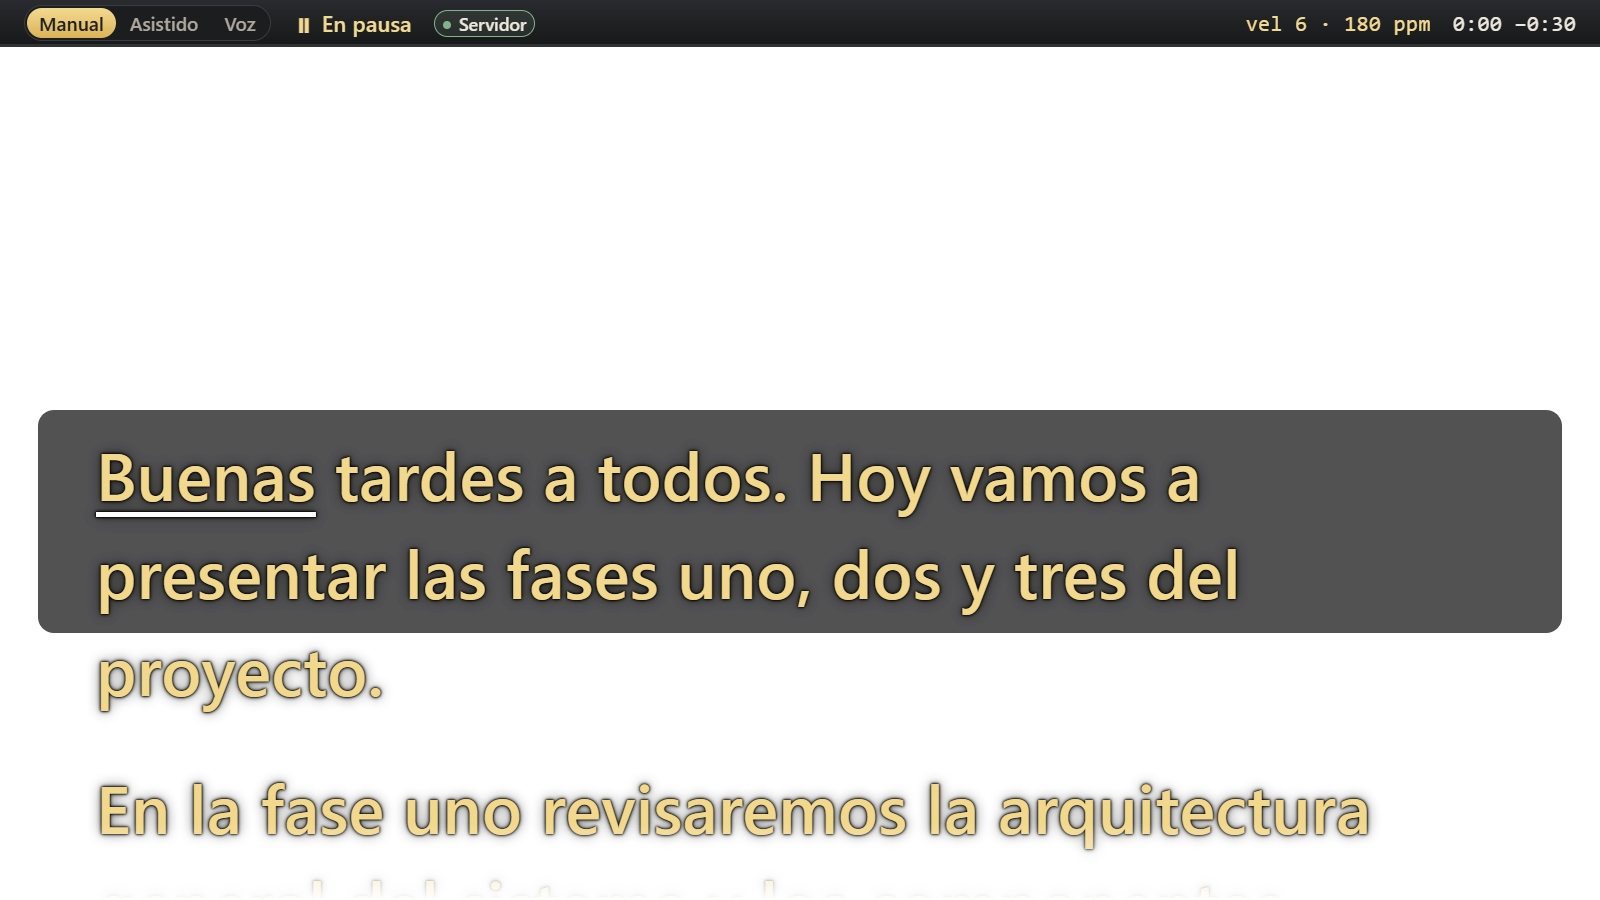 Manual Asistido Voz En pausa Servidor vel 6 · 180 ppm 0:00 −0:30
Buenas tardes a todos. Hoy vamos a
presentar las fases uno, dos y tres del
proyecto.
En la fase uno revisaremos la arquitectura